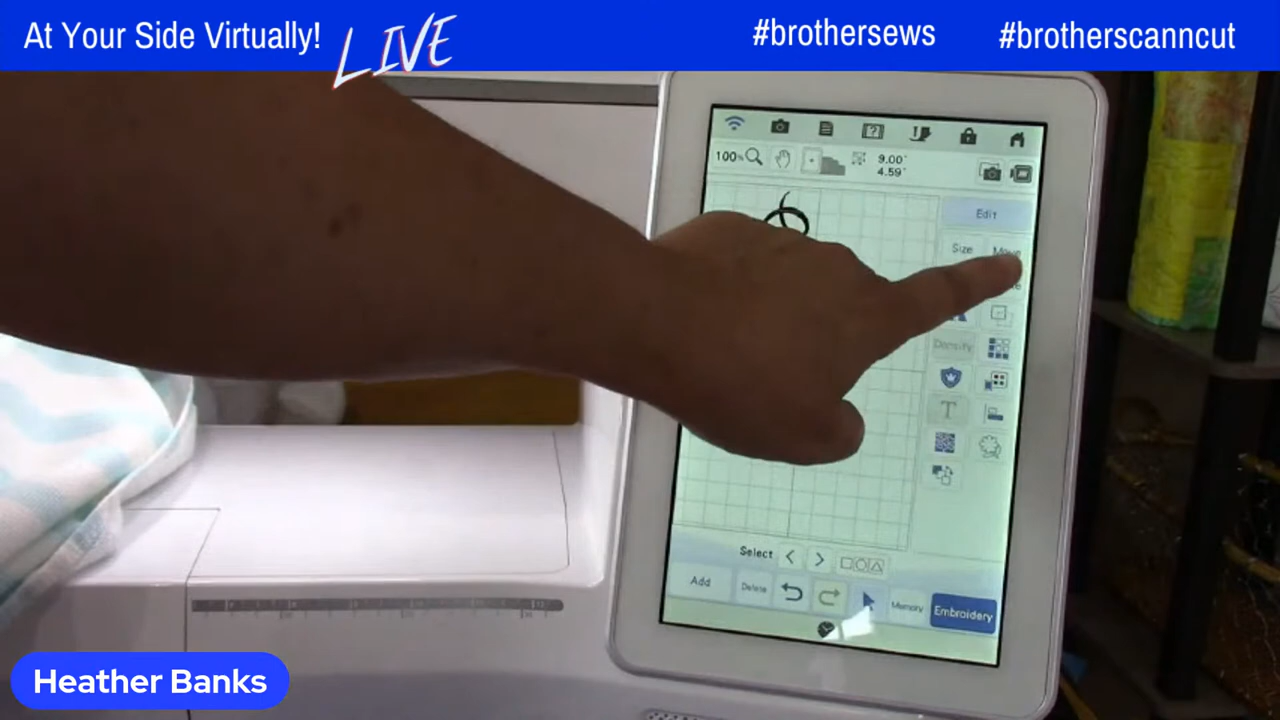 At Your Side Virtually!
LIVE
#brothersews
#brotherscanncut
100%
9.00"
4.59"
Edit
Size
Move
Density
T
Select
Add
Delete
Memory
Embroidery
Heather Banks